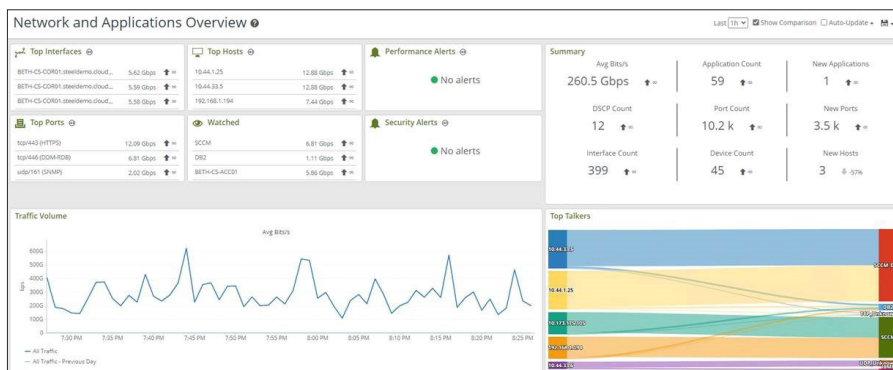 Network and Applications Overview
Last 1h Show Comparison Auto-Update
Top Interfaces
BETH-CS-COR01.steeldemo.cloud... 5.62 Gbps
BETH-CS-COR01.steeldemo.cloud... 5.59 Gbps
BETH-CS-COR01.steeldemo.cloud... 5.58 Gbps
Top Hosts
10.44.1.25 12.88 Gbps
10.44.33.5 12.88 Gbps
192.168.1.194 7.44 Gbps
Performance Alerts
No alerts
Summary
Avg Bits/s Application Count New Applications
260.5 Gbps 59 1
DSCP Count Port Count New Ports
12 10.2 k 3.5 k
Interface Count Device Count New Hosts
399 45 3 -57%
Top Ports
tcp/443 (HTTPS) 12.09 Gbps
tcp/446 (DDM-RDB) 6.81 Gbps
udp/161 (SNMP) 2.02 Gbps
Watched
SCCM 6.81 Gbps
DB2 1.11 Gbps
BETH-CS-ACC01 5.86 Gbps
Security Alerts
No alerts
Traffic Volume
Avg Bits/s
600G
500G
400G
300G
200G
100G
0
bps
7:30 PM 7:35 PM 7:40 PM 7:45 PM 7:50 PM 7:55 PM 8:00 PM 8:05 PM 8:10 PM 8:15 PM 8:20 PM 8:25 PM
All Traffic
All Traffic - Previous Day
Top Talkers
10.44.1.25